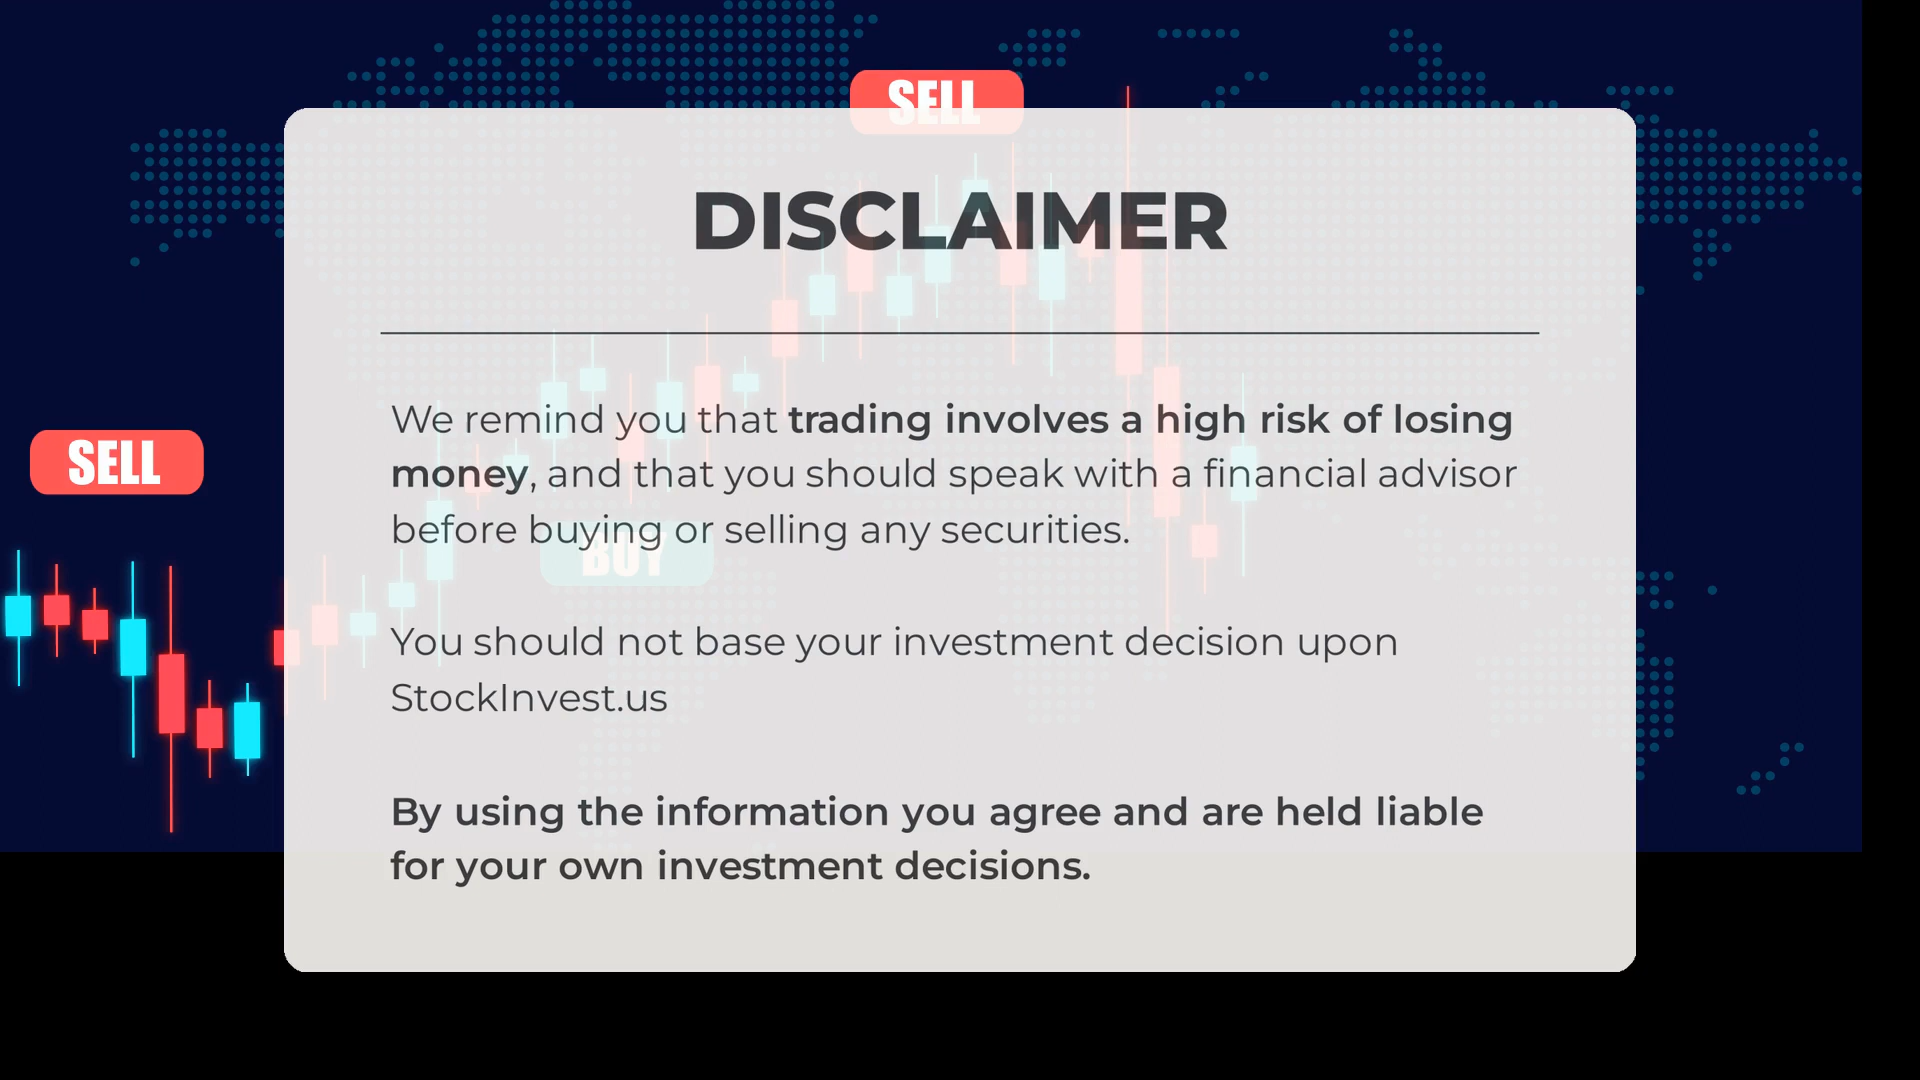 SELL
DISCLAIMER
We remind you that trading involves a high risk of losing
money, and that you should speak with a financial advisor
before buying or selling any securities.
SELL
BUY
You should not base your investment decision upon
StockInvest.us
By using the information you agree and are held liable
for your own investment decisions.